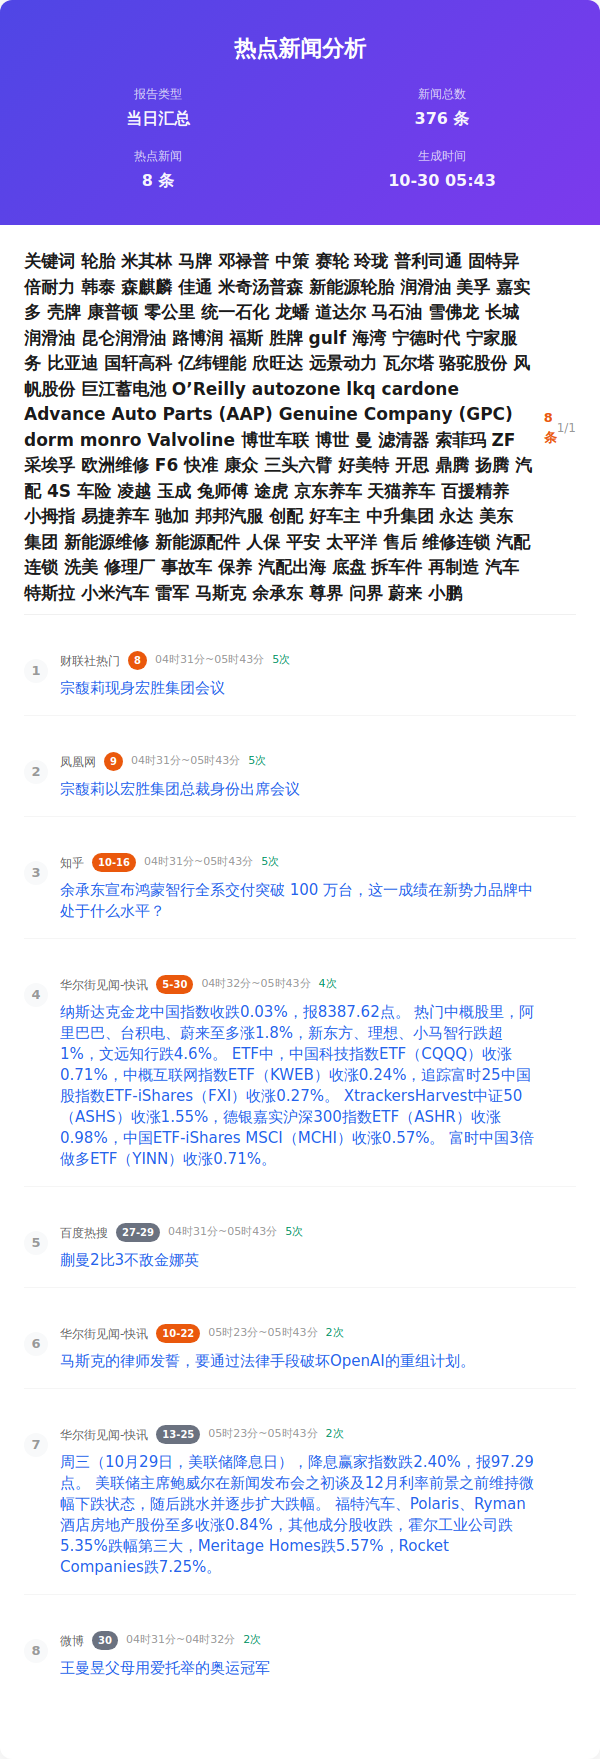 热点新闻分析
报告类型
新闻总数
当日汇总
376 条
热点新闻
生成时间
8 条
10-30 05:43
关键词 轮胎 米其林 马牌 邓禄普 中策 赛轮 玲珑 普利司通 固特异
倍耐力 韩泰 森麒麟 佳通 米奇汤普森 新能源轮胎 润滑油 美孚 嘉实
多 壳牌 康普顿 零公里 统一石化 龙蟠 道达尔 马石油 雪佛龙 长城
润滑油 昆仑润滑油 路博润 福斯 胜牌 gulf 海湾 宁德时代 宁家服
务 比亚迪 国轩高科 亿纬锂能 欣旺达 远景动力 瓦尔塔 骆驼股份 风
帆股份 巨江蓄电池 O’Reilly autozone lkq cardone
Advance Auto Parts (AAP) Genuine Company (GPC)
dorm monro Valvoline 博世车联 博世 曼 滤清器 索菲玛 ZF
采埃孚 欧洲维修 F6 快准 康众 三头六臂 好美特 开思 鼎腾 扬腾 汽
配 4S 车险 凌越 玉成 兔师傅 途虎 京东养车 天猫养车 百援精养
小拇指 易捷养车 驰加 邦邦汽服 创配 好车主 中升集团 永达 美东
集团 新能源维修 新能源配件 人保 平安 太平洋 售后 维修连锁 汽配
连锁 洗美 修理厂 事故车 保养 汽配出海 底盘 拆车件 再制造 汽车
特斯拉 小米汽车 雷军 马斯克 余承东 尊界 问界 蔚来 小鹏
8
条
1/1
1
财联社热门 8 04时31分~05时43分 5次
宗馥莉现身宏胜集团会议
2
凤凰网 9 04时31分~05时43分 5次
宗馥莉以宏胜集团总裁身份出席会议
3
知乎 10-16 04时31分~05时43分 5次
余承东宣布鸿蒙智行全系交付突破 100 万台，这一成绩在新势力品牌中
处于什么水平？
4
华尔街见闻-快讯 5-30 04时32分~05时43分 4次
纳斯达克金龙中国指数收跌0.03%，报8387.62点。 热门中概股里，阿
里巴巴、台积电、蔚来至多涨1.8%，新东方、理想、小马智行跌超
1%，文远知行跌4.6%。 ETF中，中国科技指数ETF（CQQQ）收涨
0.71%，中概互联网指数ETF（KWEB）收涨0.24%，追踪富时25中国
股指数ETF-iShares（FXI）收涨0.27%。 XtrackersHarvest中证50
（ASHS）收涨1.55%，德银嘉实沪深300指数ETF（ASHR）收涨
0.98%，中国ETF-iShares MSCI（MCHI）收涨0.57%。 富时中国3倍
做多ETF（YINN）收涨0.71%。
5
百度热搜 27-29 04时31分~05时43分 5次
蒯曼2比3不敌金娜英
6
华尔街见闻-快讯 10-22 05时23分~05时43分 2次
马斯克的律师发誓，要通过法律手段破坏OpenAI的重组计划。
7
华尔街见闻-快讯 13-25 05时23分~05时43分 2次
周三（10月29日，美联储降息日），降息赢家指数跌2.40%，报97.29
点。 美联储主席鲍威尔在新闻发布会之初谈及12月利率前景之前维持微
幅下跌状态，随后跳水并逐步扩大跌幅。 福特汽车、Polaris、Ryman
酒店房地产股份至多收涨0.84%，其他成分股收跌，霍尔工业公司跌
5.35%跌幅第三大，Meritage Homes跌5.57%，Rocket
Companies跌7.25%。
8
微博 30 04时31分~04时32分 2次
王曼昱父母用爱托举的奥运冠军